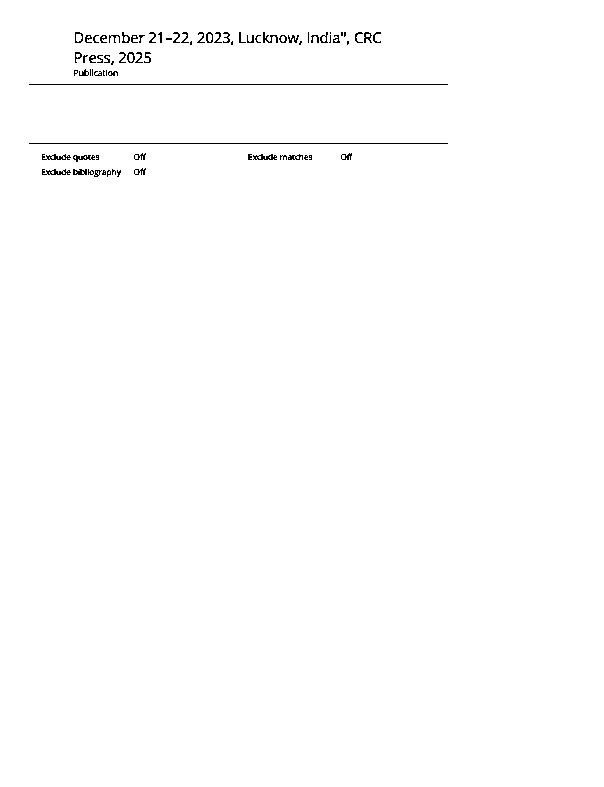 December 21–22, 2023, Lucknow, India", CRC
Press, 2025
Publication
Exclude quotes Off Exclude matches Off
Exclude bibliography Off